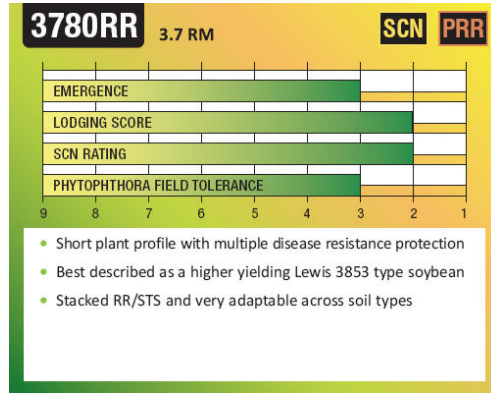 3780RR 3.7 RM SCN PRR
EMERGENCE
LODGING SCORE
SCN RATING
PHYTOPHTHORA FIELD TOLERANCE
9 8 7 6 5 4 3 2 1
• Short plant profile with multiple disease resistance protection
• Best described as a higher yielding Lewis 3853 type soybean
• Stacked RR/STS and very adaptable across soil types